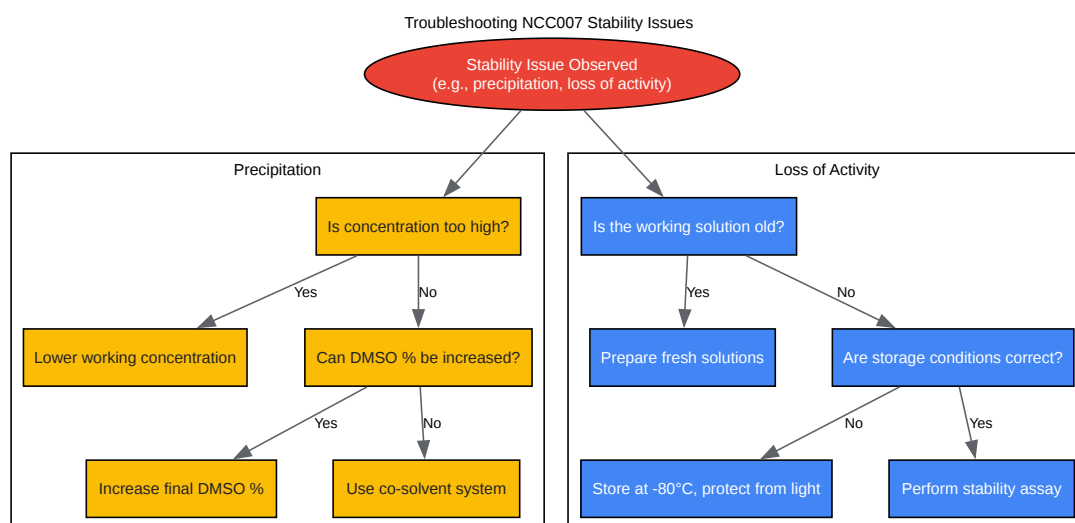 Troubleshooting NCC007 Stability Issues
Stability Issue Observed
(e.g., precipitation, loss of activity)
Precipitation
Is concentration too high?
Yes
No
Lower working concentration
Can DMSO % be increased?
Yes
No
Increase final DMSO %
Use co-solvent system
Loss of Activity
Is the working solution old?
Yes
No
Prepare fresh solutions
Are storage conditions correct?
No
Yes
Store at -80°C, protect from light
Perform stability assay